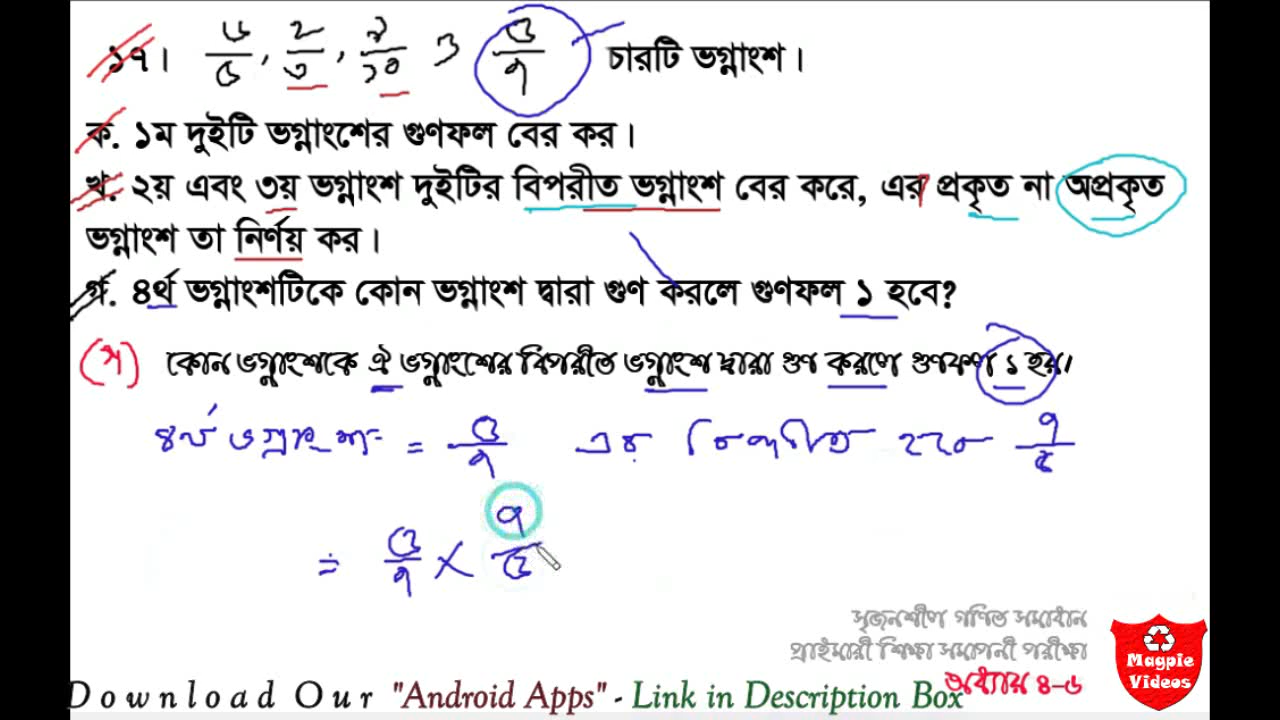 ১৭। ৬/৫, ২/৩, ৯/১০ ও ৫/৭ চারটি ভগ্নাংশ।
ক. ১ম দুইটি ভগ্নাংশের গুণফল বের কর।
খ. ২য় এবং ৩য় ভগ্নাংশ দুইটির বিপরীত ভগ্নাংশ বের করে, এর প্রকৃত না অপ্রকৃত
ভগ্নাংশ তা নির্ণয় কর।
গ. ৪র্থ ভগ্নাংশটিকে কোন ভগ্নাংশ দ্বারা গুণ করলে গুণফল ১ হবে?
(গ) কোন ভগ্নাংশকে ঐ ভগ্নাংশের বিপরীত ভগ্নাংশ দ্বারা গুণ করলে গুণফল ১ হয়।
৪র্থ ভগ্নাংশ = ৫/৭ এর বিপরীত হবে ৭/৫
= ৫/৭ × ৭/৫
সৃজনশীল গণিত সমাধান
প্রাইমারী শিক্ষা সমাপনী পরীক্ষা
অধ্যায় ৪-৬
Magpie
Videos
Download Our "Android Apps" - Link in Description Box